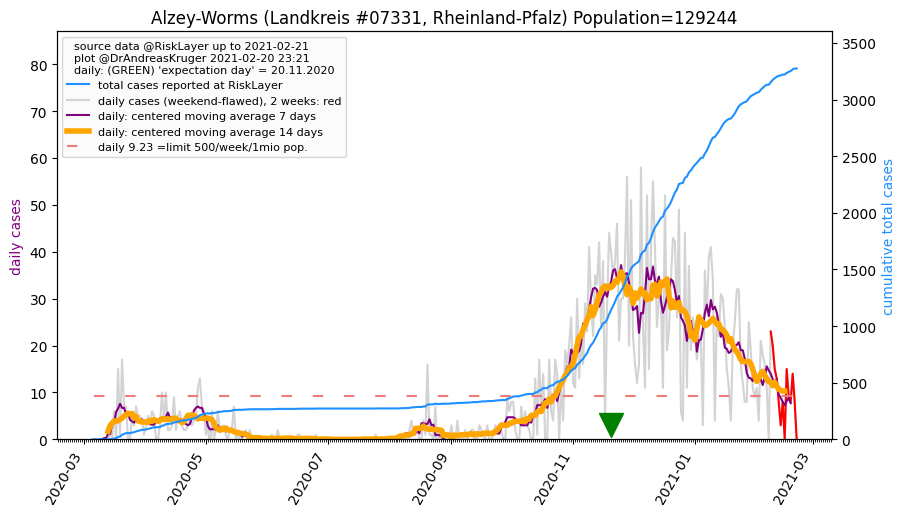 Alzey-Worms (Landkreis #07331, Rheinland-Pfalz) Population=129244
source data @RiskLayer up to 2021-02-21
plot @DrAndreasKruger 2021-02-20 23:21
daily: (GREEN) 'expectation day' = 20.11.2020
total cases reported at RiskLayer
daily cases (weekend-flawed), 2 weeks: red
daily: centered moving average 7 days
daily: centered moving average 14 days
daily 9.23 =limit 500/week/1mio pop.
daily cases
80
70
60
50
40
30
20
10
0
cumulative total cases
3500
3000
2500
2000
1500
1000
500
0
2020-03
2020-05
2020-07
2020-09
2020-11
2021-01
2021-03